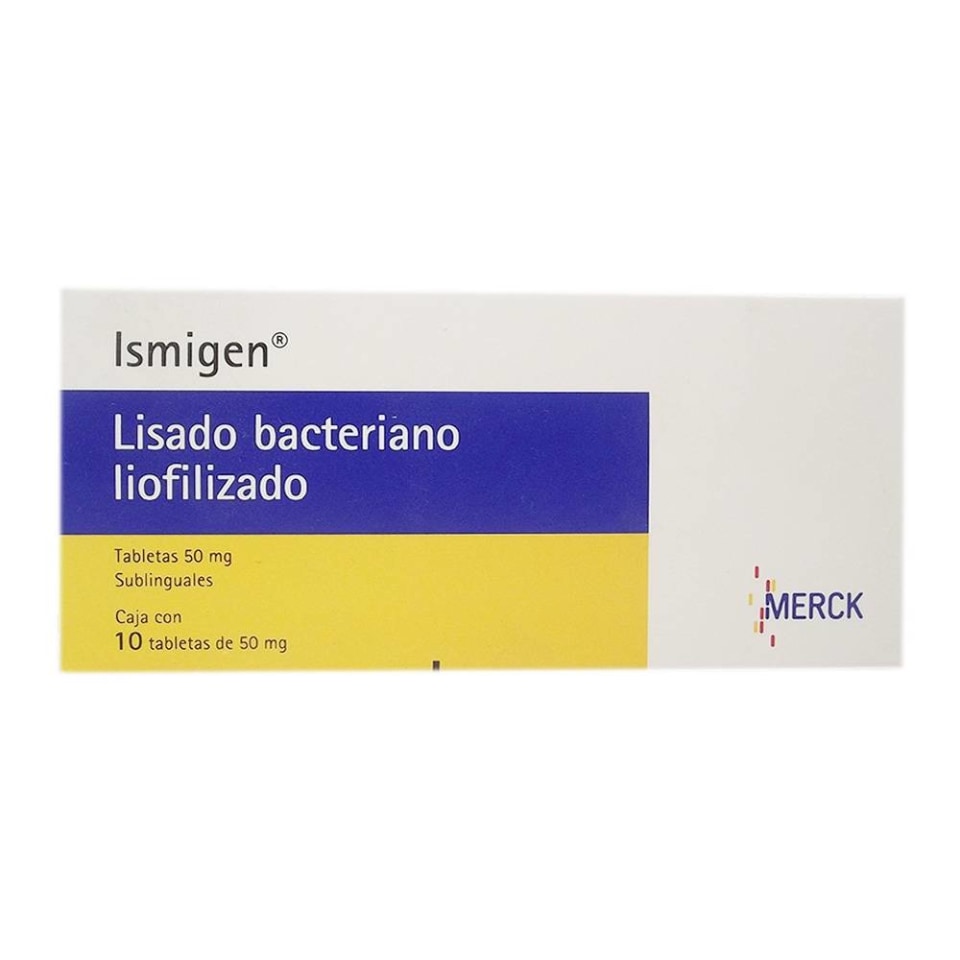 Ismigen®
Lisado bacteriano
liofilizado
Tabletas 50 mg
Sublinguales
Caja con
10 tabletas de 50 mg
MERCK